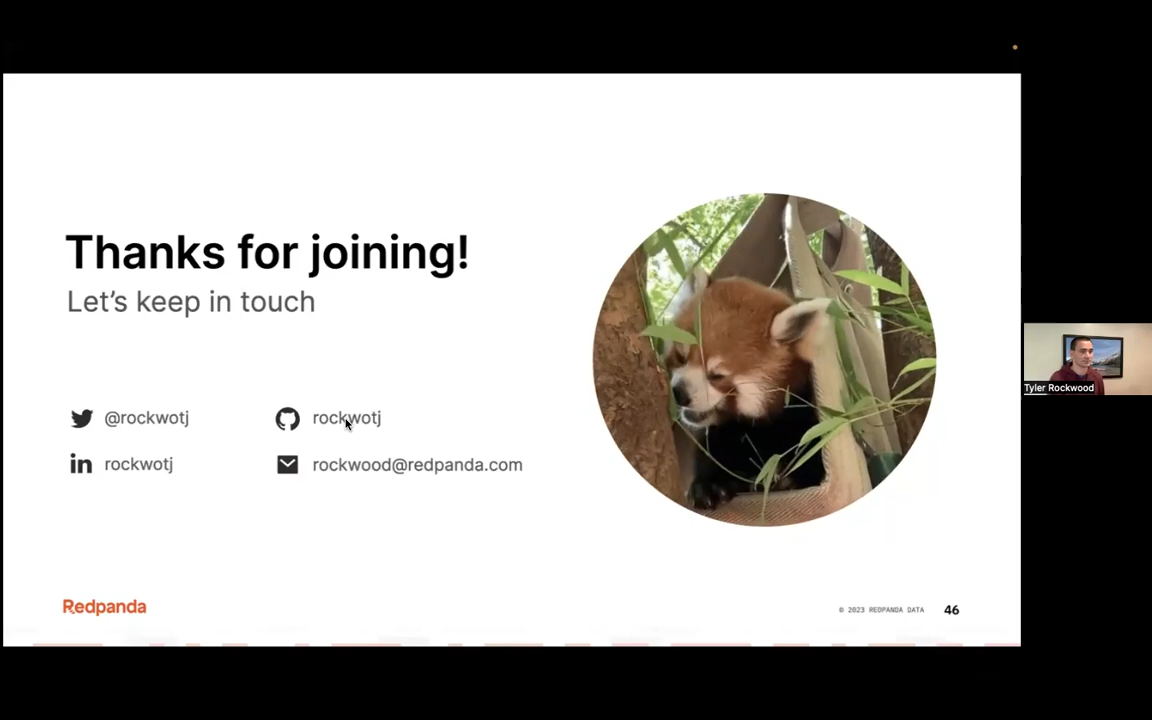 Thanks for joining!
Let's keep in touch
@rockwotj
rockwotj
rockwotj
rockwood@redpanda.com
Redpanda
© 2023 REDPANDA DATA
46
Tyler Rockwood